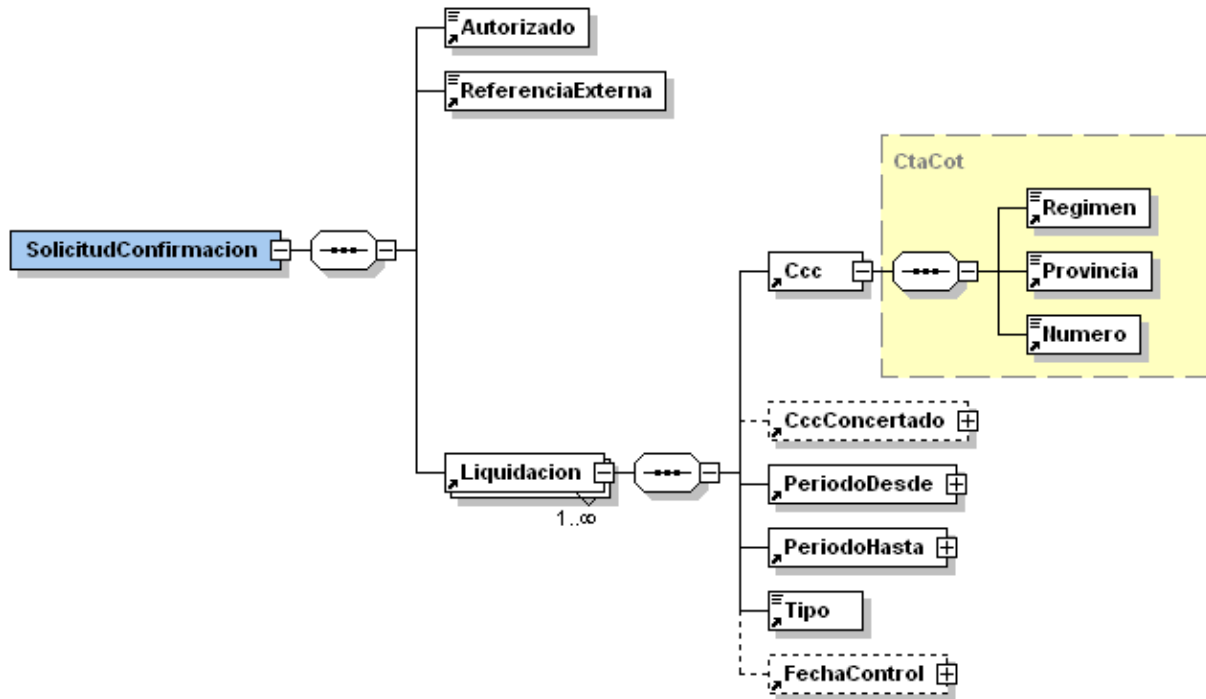 Autorizado
ReferenciaExterna
CtaCot
Regimen
SolicitudConfirmacion
Ccc
Provincia
Numero
CccConcertado
Liquidacion
1..∞
PeriodoDesde
PeriodoHasta
Tipo
FechaControl